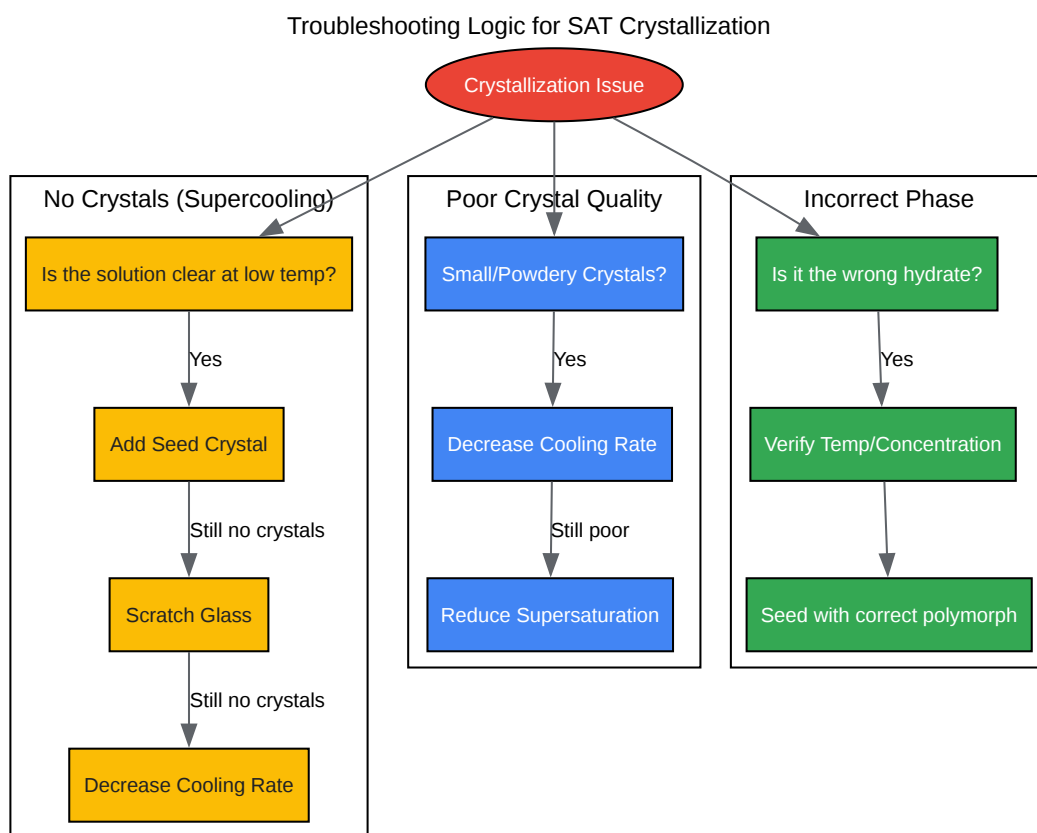 Troubleshooting Logic for SAT Crystallization
Crystallization Issue
No Crystals (Supercooling)
Is the solution clear at low temp?
Yes
Add Seed Crystal
Still no crystals
Scratch Glass
Still no crystals
Decrease Cooling Rate
Poor Crystal Quality
Small/Powdery Crystals?
Yes
Decrease Cooling Rate
Still poor
Reduce Supersaturation
Incorrect Phase
Is it the wrong hydrate?
Yes
Verify Temp/Concentration
Seed with correct polymorph